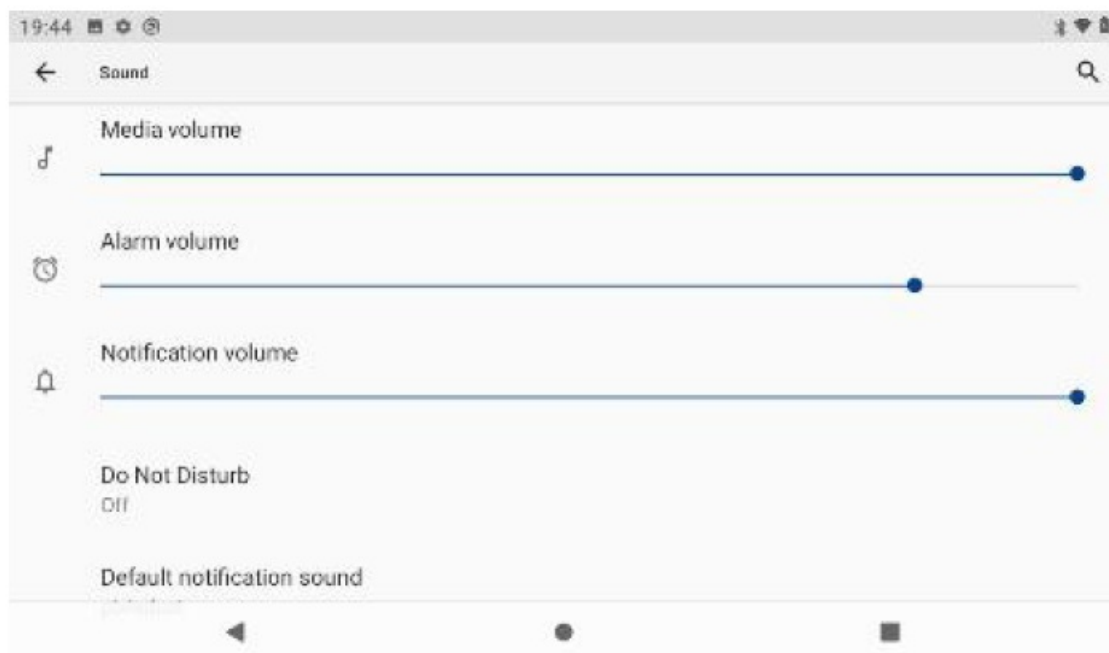 19:44
Sound
Media volume
Alarm volume
Notification volume
Do Not Disturb
Off
Default notification sound